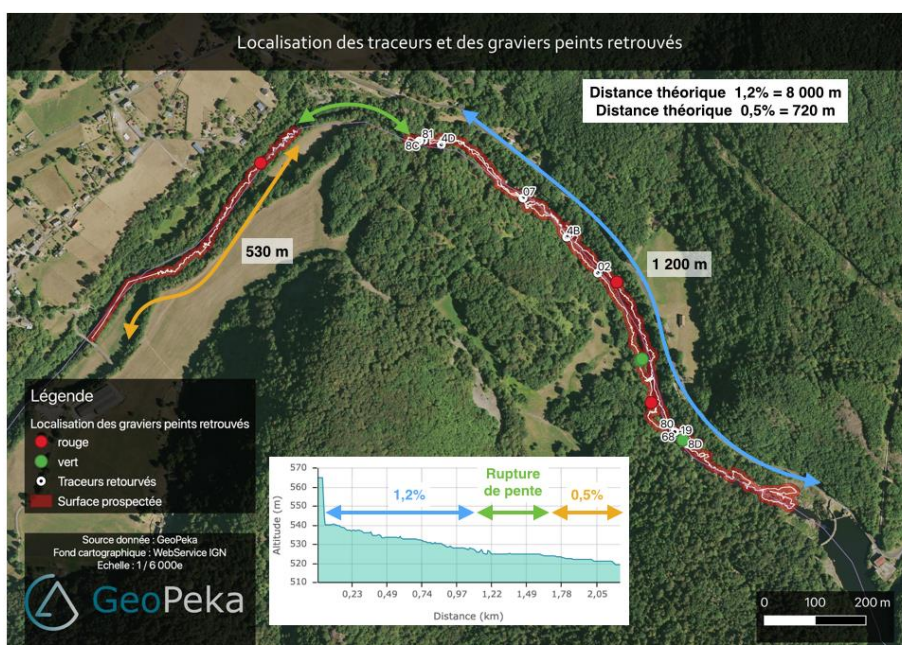 Localisation des traceurs et des graviers peints retrouvés
Distance théorique 1,2% = 8 000 m
Distance théorique 0,5% = 720 m
81
8C
4D
07
4B
02
530 m
1 200 m
80
19
68
8D
Légende
Localisation des graviers peints retrouvés
rouge
vert
Traceurs retourvés
Surface prospectée
Source donnée : GeoPeka
Fond cartographique : WebService IGN
Echelle : 1 / 6 000e
GeoPeka
Altitude (m)
570
560
550
540
530
520
510
1,2%
Rupture
de pente
0,5%
0,23
0,49
0,74
0,97
1,22
1,49
1,78
2,05
Distance (km)
0
100
200 m